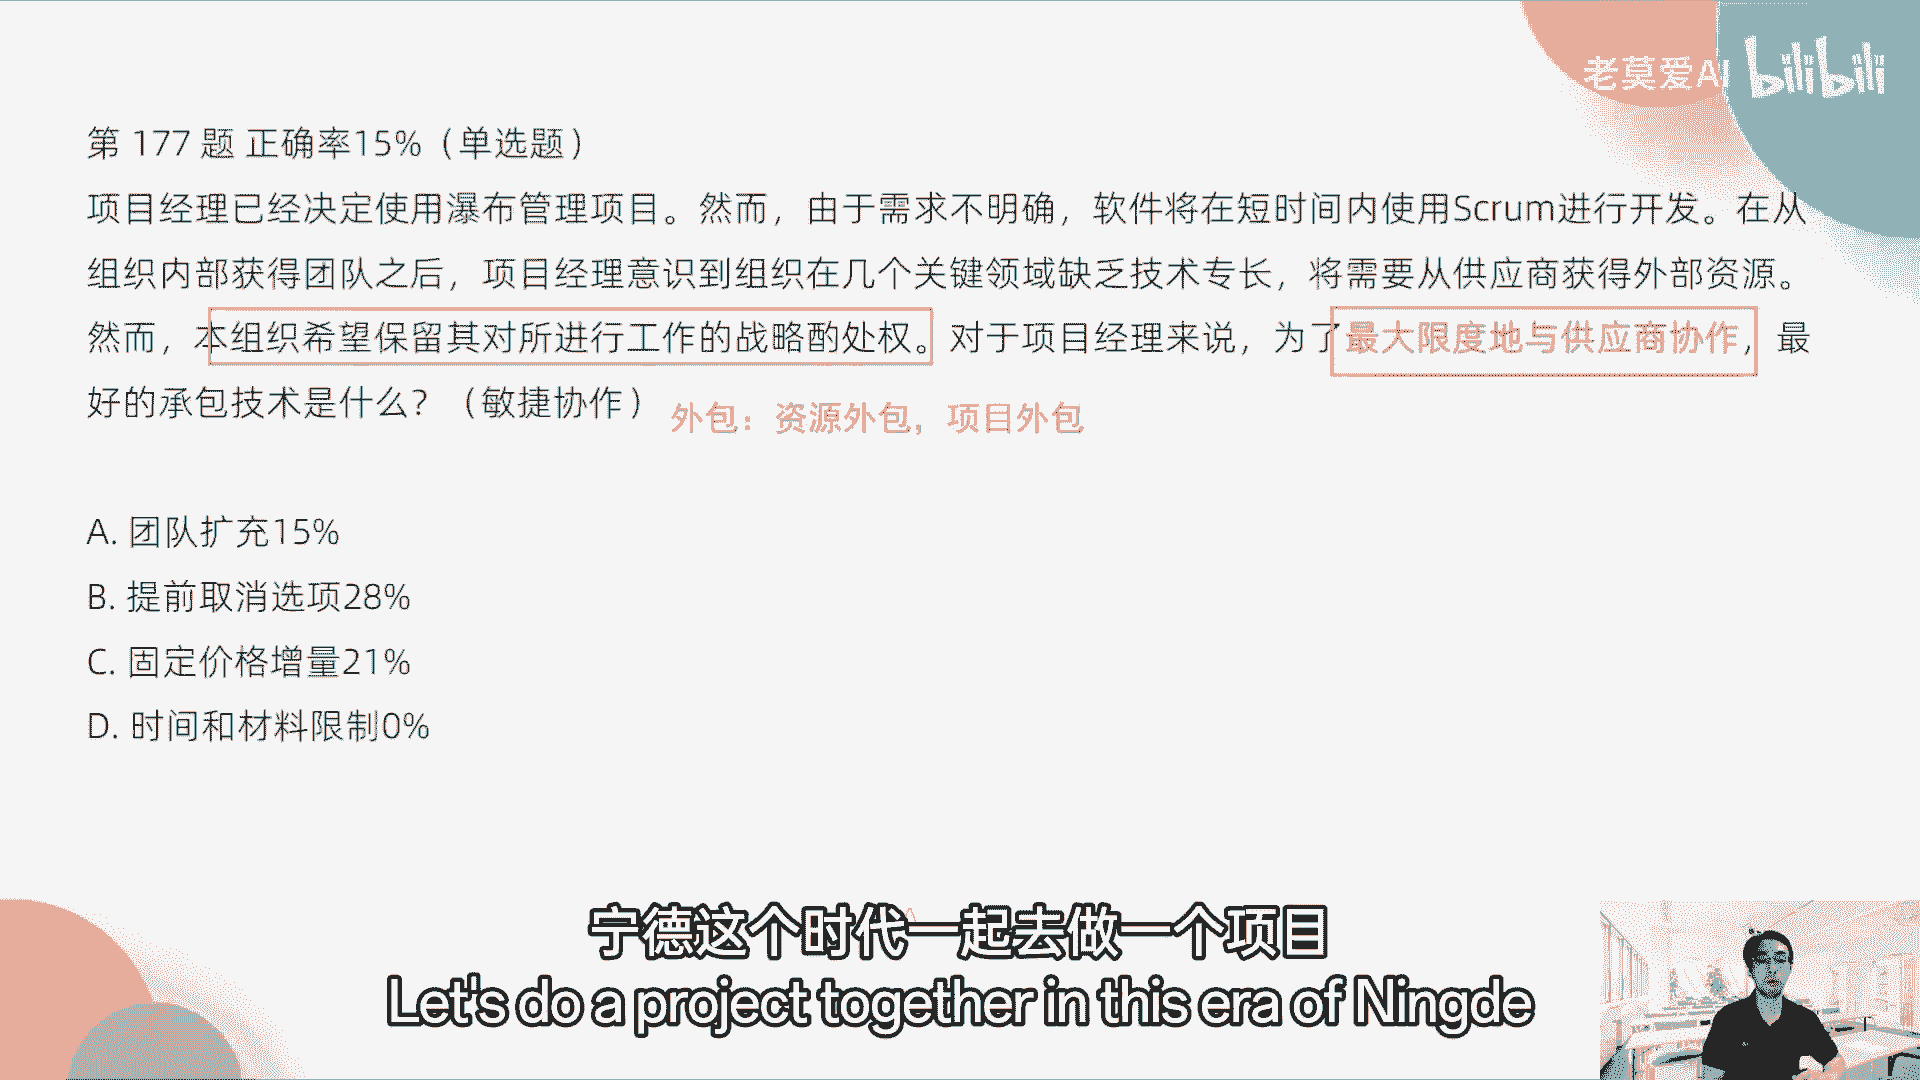 老莫爱AI bilibili
第 177 题 正确率15%（单选题）
项目经理已经决定使用瀑布管理项目。然而，由于需求不明确，软件将在短时间内使用Scrum进行开发。在从
组织内部获得团队之后，项目经理意识到组织在几个关键领域缺乏技术专长，将需要从供应商获得外部资源。
然而，本组织希望保留其对所进行工作的战略酌处权。对于项目经理来说，为了最大限度地与供应商协作，最
好的承包技术是什么？（敏捷协作）
外包：资源外包，项目外包
A. 团队扩充15%
B. 提前取消选项28%
C. 固定价格增量21%
D. 时间和材料限制0%
宁德这个时代一起去做一个项目
Let's do a project together in this era of Ningde